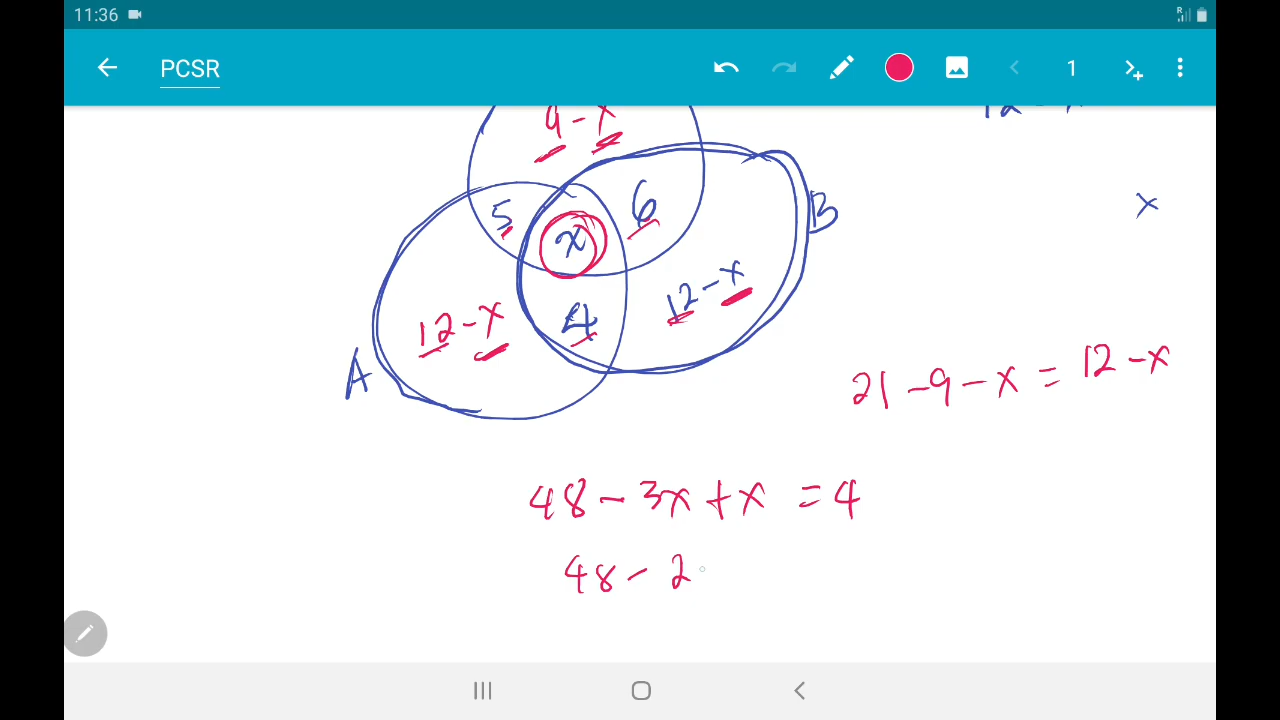 11:36
PCSR
1
9 - x
5
6
B
x
x
12 - x
12 - x
4
A
21 - 9 - x = 12 - x
48 - 3x + x = 4
48 - 2